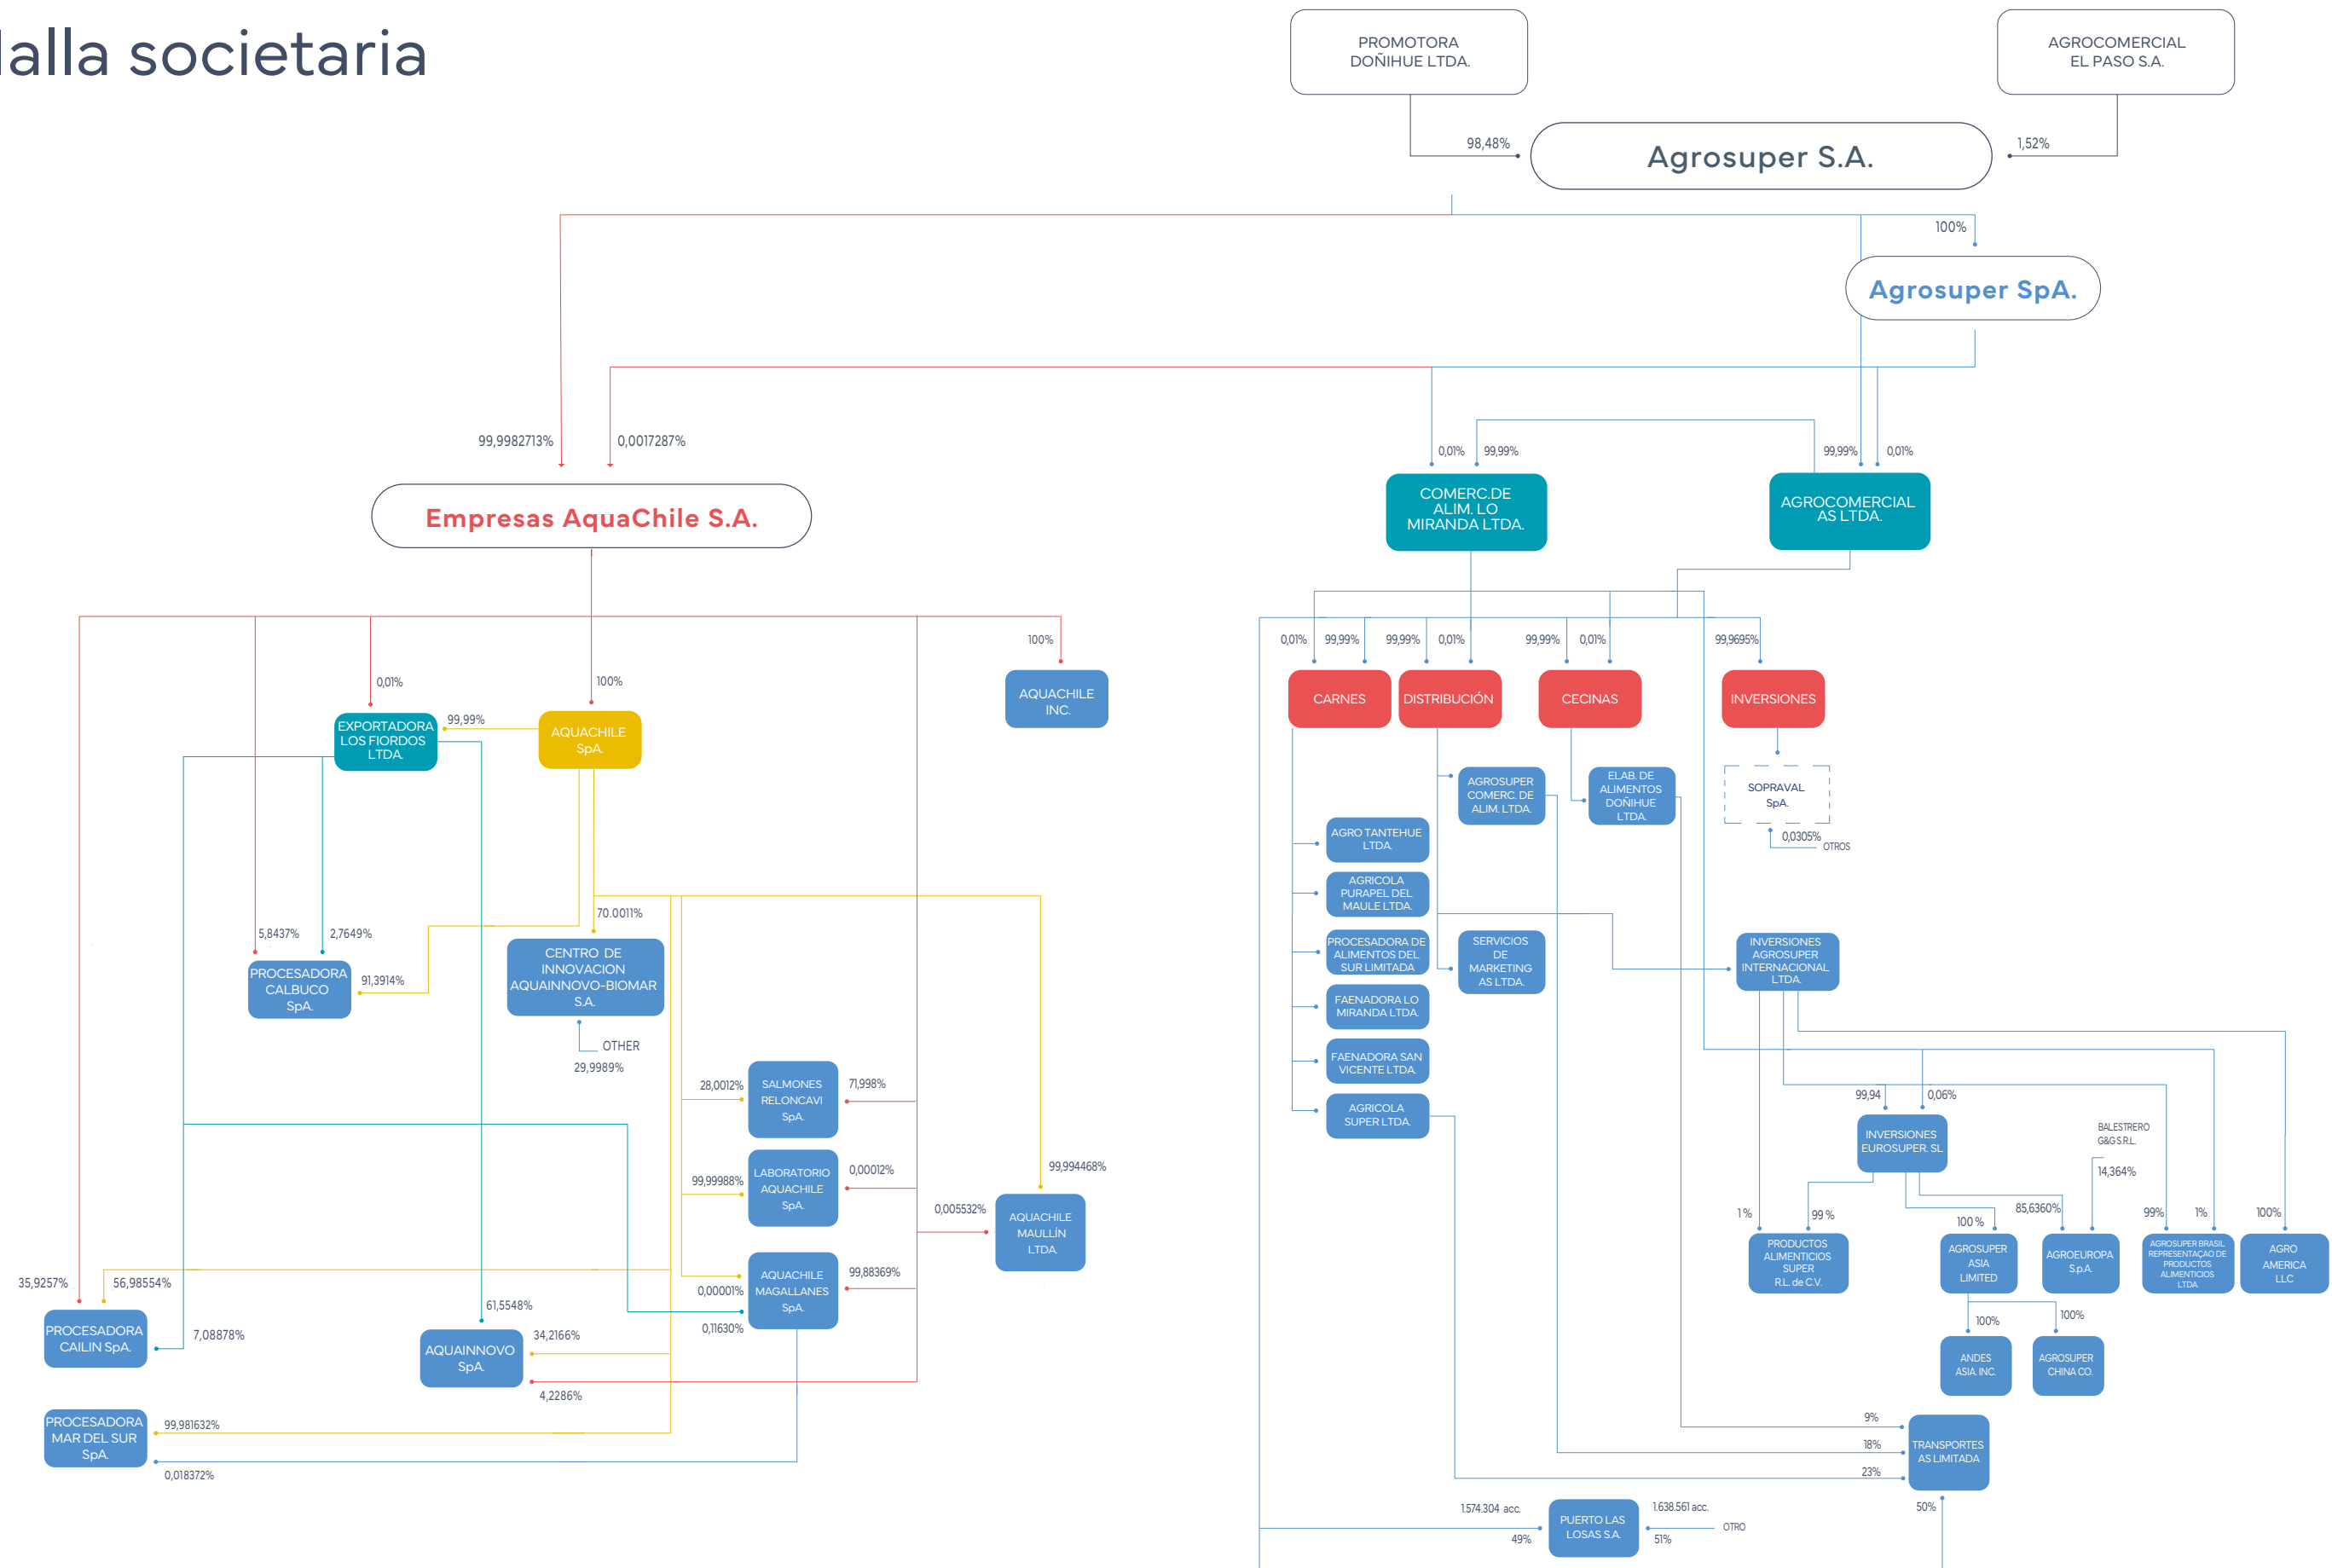 alla societaria
PROMOTORA
DOÑIHUE LTDA.
AGROCOMERCIAL
EL PASO S.A.
98,48%
Agrosuper S.A.
1,52%
100%
Agrosuper SpA.
99,9982713%
0,0017287%
0,01%
99,99%
99,99%
0,01%
Empresas AquaChile S.A.
COMERC.DE
ALIM. LO
MIRANDA LTDA.
AGROCOMERCIAL
AS LTDA.
0,01%
99,99%
99,99%
0,01%
99,99%
0,01%
99,9695%
100%
0,01%
100%
AQUACHILE
INC.
CARNES
DISTRIBUCIÓN
CECINAS
INVERSIONES
EXPORTADORA
LOS FIORDOS
LTDA.
99,99%
AQUACHILE
SpA.
AGROSUPER
COMERC. DE
ALIM. LTDA.
ELAB. DE
ALIMENTOS
DOÑIHUE
LTDA.
SOPRAVAL
SpA.
0,0305%
OTROS
AGRO TANTEHUE
LTDA.
AGRICOLA
PURAPEL DEL
MAULE LTDA.
PROCESADORA DE
ALIMENTOS DEL
SUR LIMITADA
SERVICIOS
DE
MARKETING
AS LTDA.
INVERSIONES
AGROSUPER
INTERNACIONAL
LTDA.
FAENADORA LO
MIRANDA LTDA.
FAENADORA SAN
VICENTE LTDA.
AGRICOLA
SUPER LTDA.
5,8437%
2,7649%
70.0011%
PROCESADORA
CALBUCO
SpA.
91,3914%
CENTRO DE
INNOVACION
AQUAINNOVO-BIOMAR
S.A.
OTHER
29,9989%
28,0012%
SALMONES
RELONCAVI
SpA.
71,998%
99,99988%
LABORATORIO
AQUACHILE
SpA.
0,00012%
99,994468%
0,005532%
AQUACHILE
MAULLÍN
LTDA.
0,00001%
AQUACHILE
MAGALLANES
SpA.
99,88369%
0,11630%
99,94
0,06%
INVERSIONES
EUROSUPER. SL
BALESTRERO
G&G S.R.L.
14,364%
1 %
99 %
100 %
85,6360%
99%
1%
100%
PRODUCTOS
ALIMENTICIOS
SUPER
R.L. de C.V.
AGROSUPER
ASIA
LIMITED
AGROEUROPA
S.p.A.
AGROSUPER BRASIL
REPRESENTAÇAO DE
PRODUCTOS
ALIMENTICIOS
LTDA.
AGRO
AMERICA
LLC
100%
100%
ANDES
ASIA. INC.
AGROSUPER
CHINA CO.
35,9257%
56,98554%
PROCESADORA
CAILIN SpA.
7,08878%
61,5548%
AQUAINNOVO
SpA.
34,2166%
4,2286%
PROCESADORA
MAR DEL SUR
SpA.
99,981632%
0,018372%
9%
18%
23%
TRANSPORTES
AS LIMITADA
50%
1.574.304 acc.
49%
PUERTO LAS
LOSAS S.A.
1.638.561 acc.
51%
OTRO